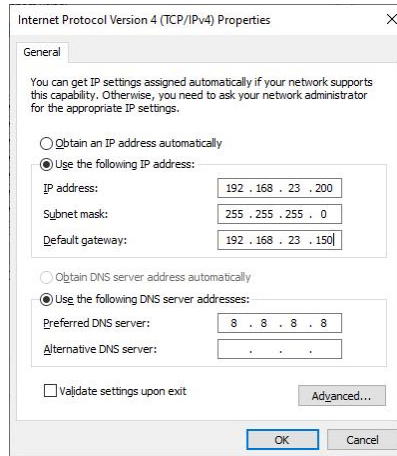 Internet Protocol Version 4 (TCP/IPv4) Properties
General
You can get IP settings assigned automatically if your network supports
this capability. Otherwise, you need to ask your network administrator
for the appropriate IP settings.
Obtain an IP address automatically
Use the following IP address:
IP address: 192 . 168 . 23 . 200
Subnet mask: 255 . 255 . 255 . 0
Default gateway: 192 . 168 . 23 . 150
Obtain DNS server address automatically
Use the following DNS server addresses:
Preferred DNS server: 8 . 8 . 8 . 8
Alternative DNS server: . . .
Validate settings upon exit
Advanced...
OK Cancel